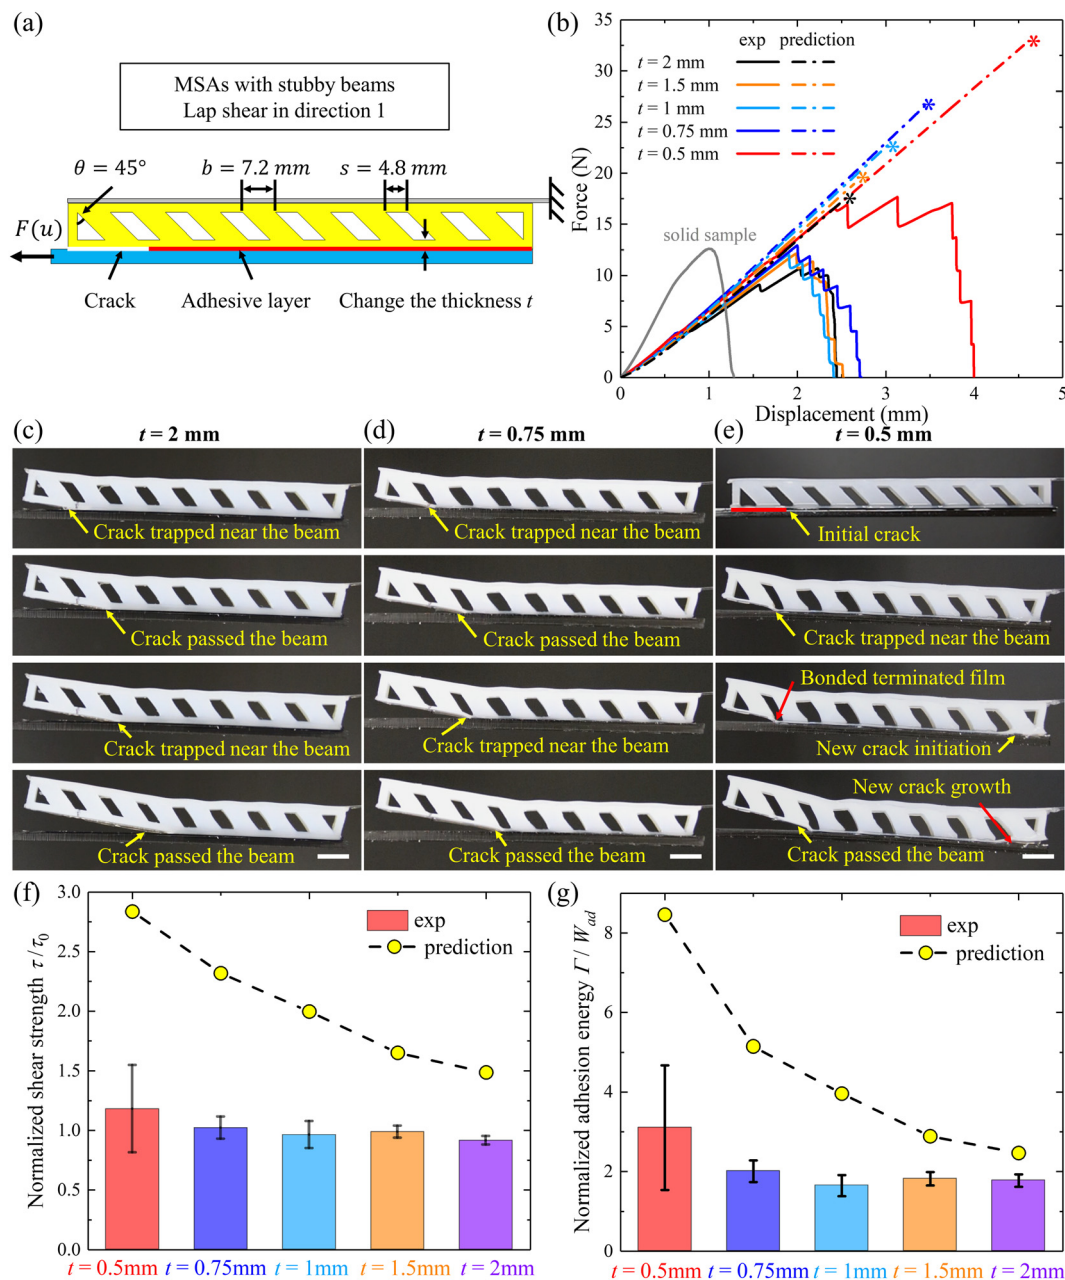 (a)
MSAs with stubby beams
Lap shear in direction 1
θ = 45°
b = 7.2 mm
s = 4.8 mm
F(u)
Crack
Adhesive layer
Change the thickness t
(b)
exp prediction
t = 2 mm
t = 1.5 mm
t = 1 mm
t = 0.75 mm
t = 0.5 mm
solid sample
Force (N)
35
30
25
20
15
10
5
0
0 1 2 3 4 5
Displacement (mm)
(c)
t = 2 mm
Crack trapped near the beam
Crack passed the beam
Crack trapped near the beam
Crack passed the beam
(d)
t = 0.75 mm
Crack trapped near the beam
Crack passed the beam
Crack trapped near the beam
Crack passed the beam
(e)
t = 0.5 mm
Initial crack
Crack trapped near the beam
Bonded terminated film
New crack initiation
New crack growth
Crack passed the beam
(f)
exp
prediction
Normalized shear strength τ/τ₀
3.0
2.5
2.0
1.5
1.0
0.5
0.0
t = 0.5mm t = 0.75mm t = 1mm t = 1.5mm t = 2mm
(g)
exp
prediction
Normalized adhesion energy Γ / W_ad
8
6
4
2
0
t = 0.5mm t = 0.75mm t = 1mm t = 1.5mm t = 2mm